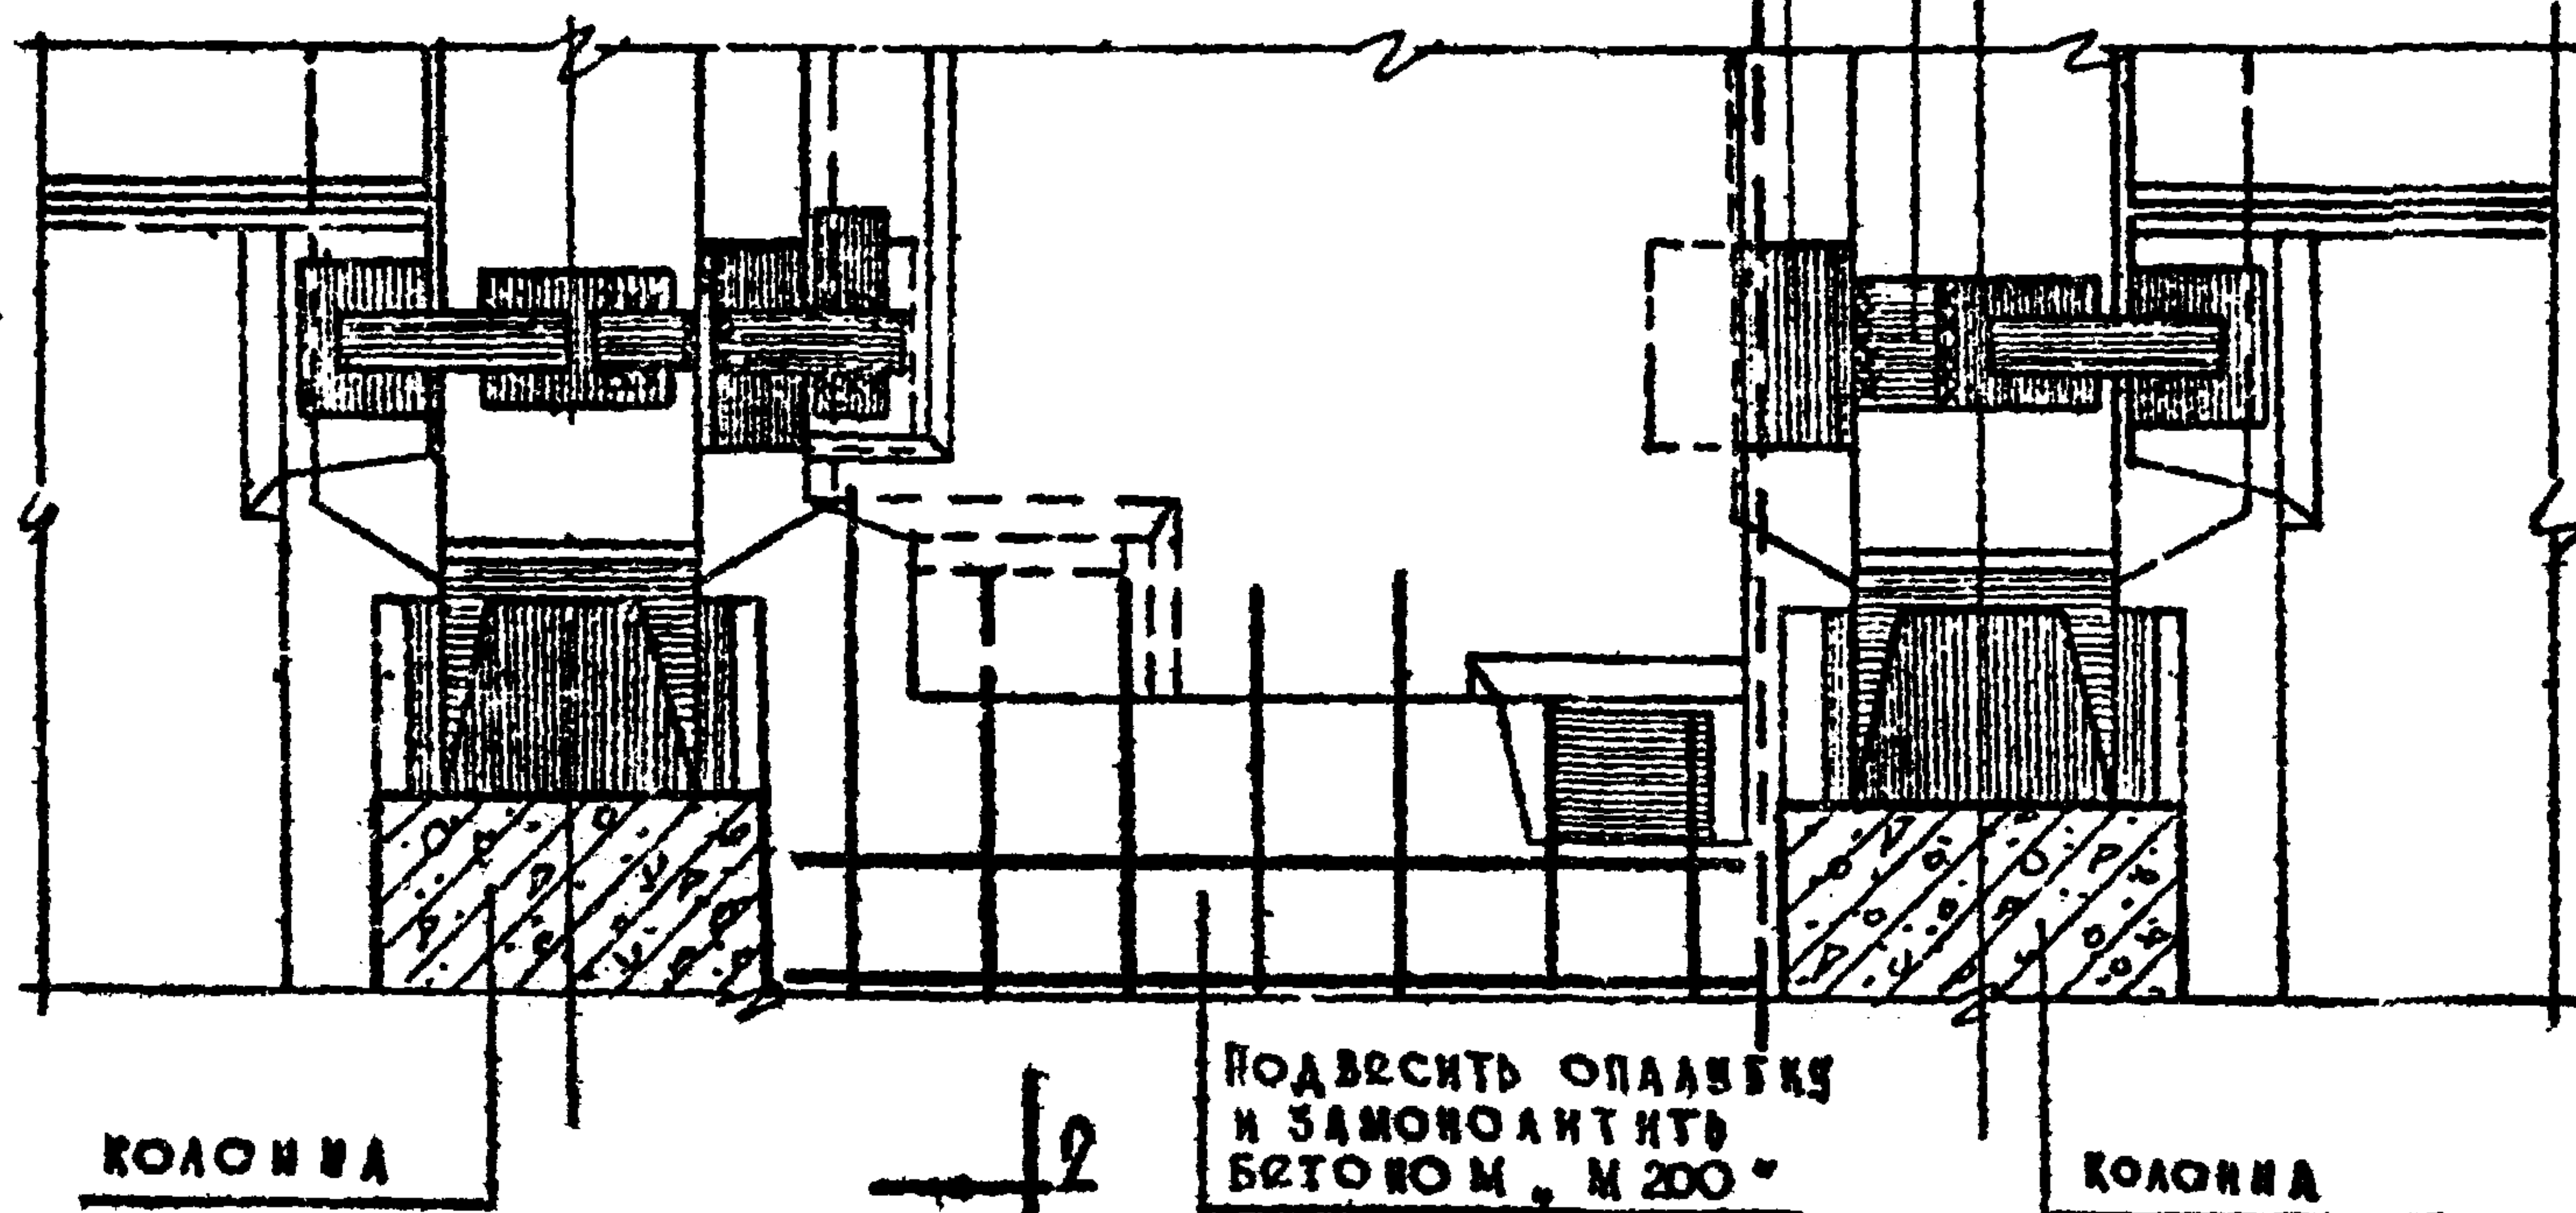 КОЛОННА
2
ПОДВЕСИТЬ ОПАЛУБКУ
И ЗАМОНОЛИТИТЬ
БЕТОНОМ „М 200"
КОЛОННА